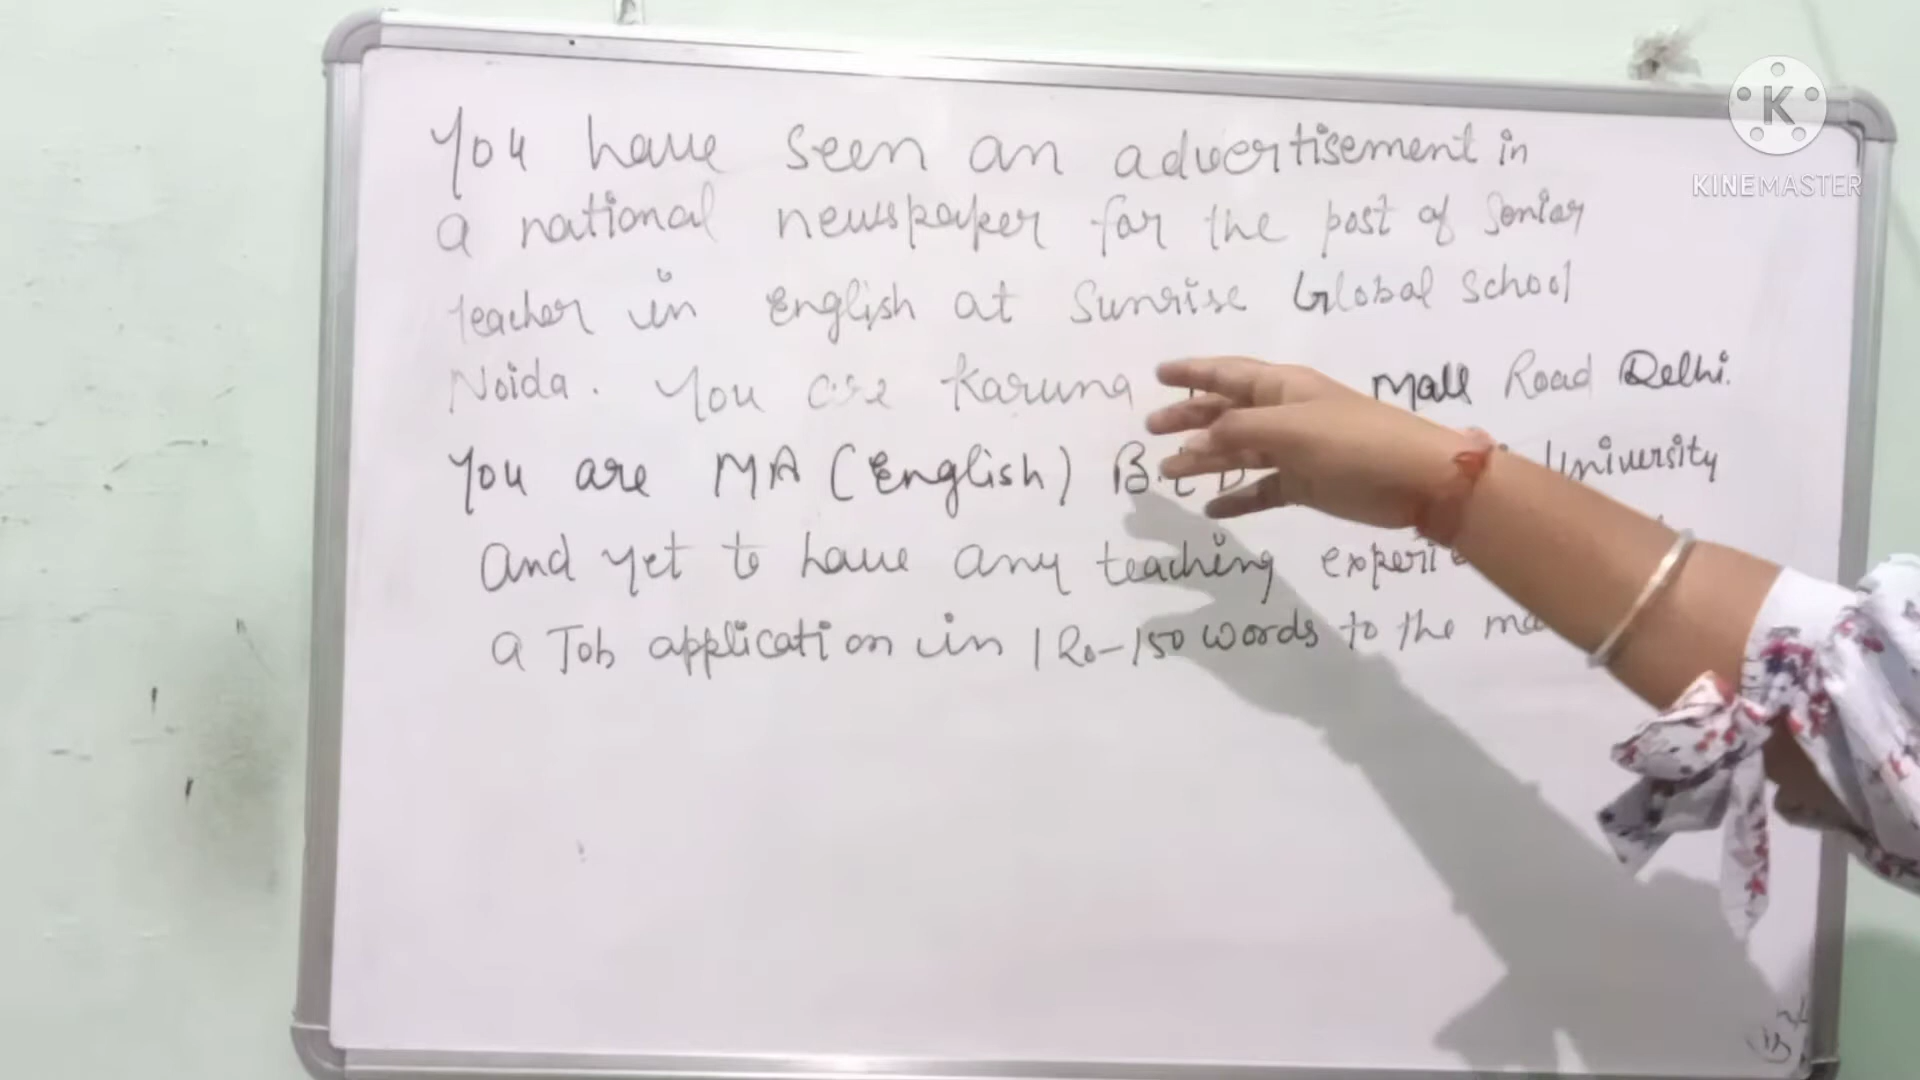 You have seen an advertisement in
a national newspaper for the post of Senior
teacher in English at Sunrise Global School
Noida. You are Karuna Mall Road Delhi.
You are MA (English) B.ED University
and yet to have any teaching
a Job application in 120-150 words to the
KINEMASTER